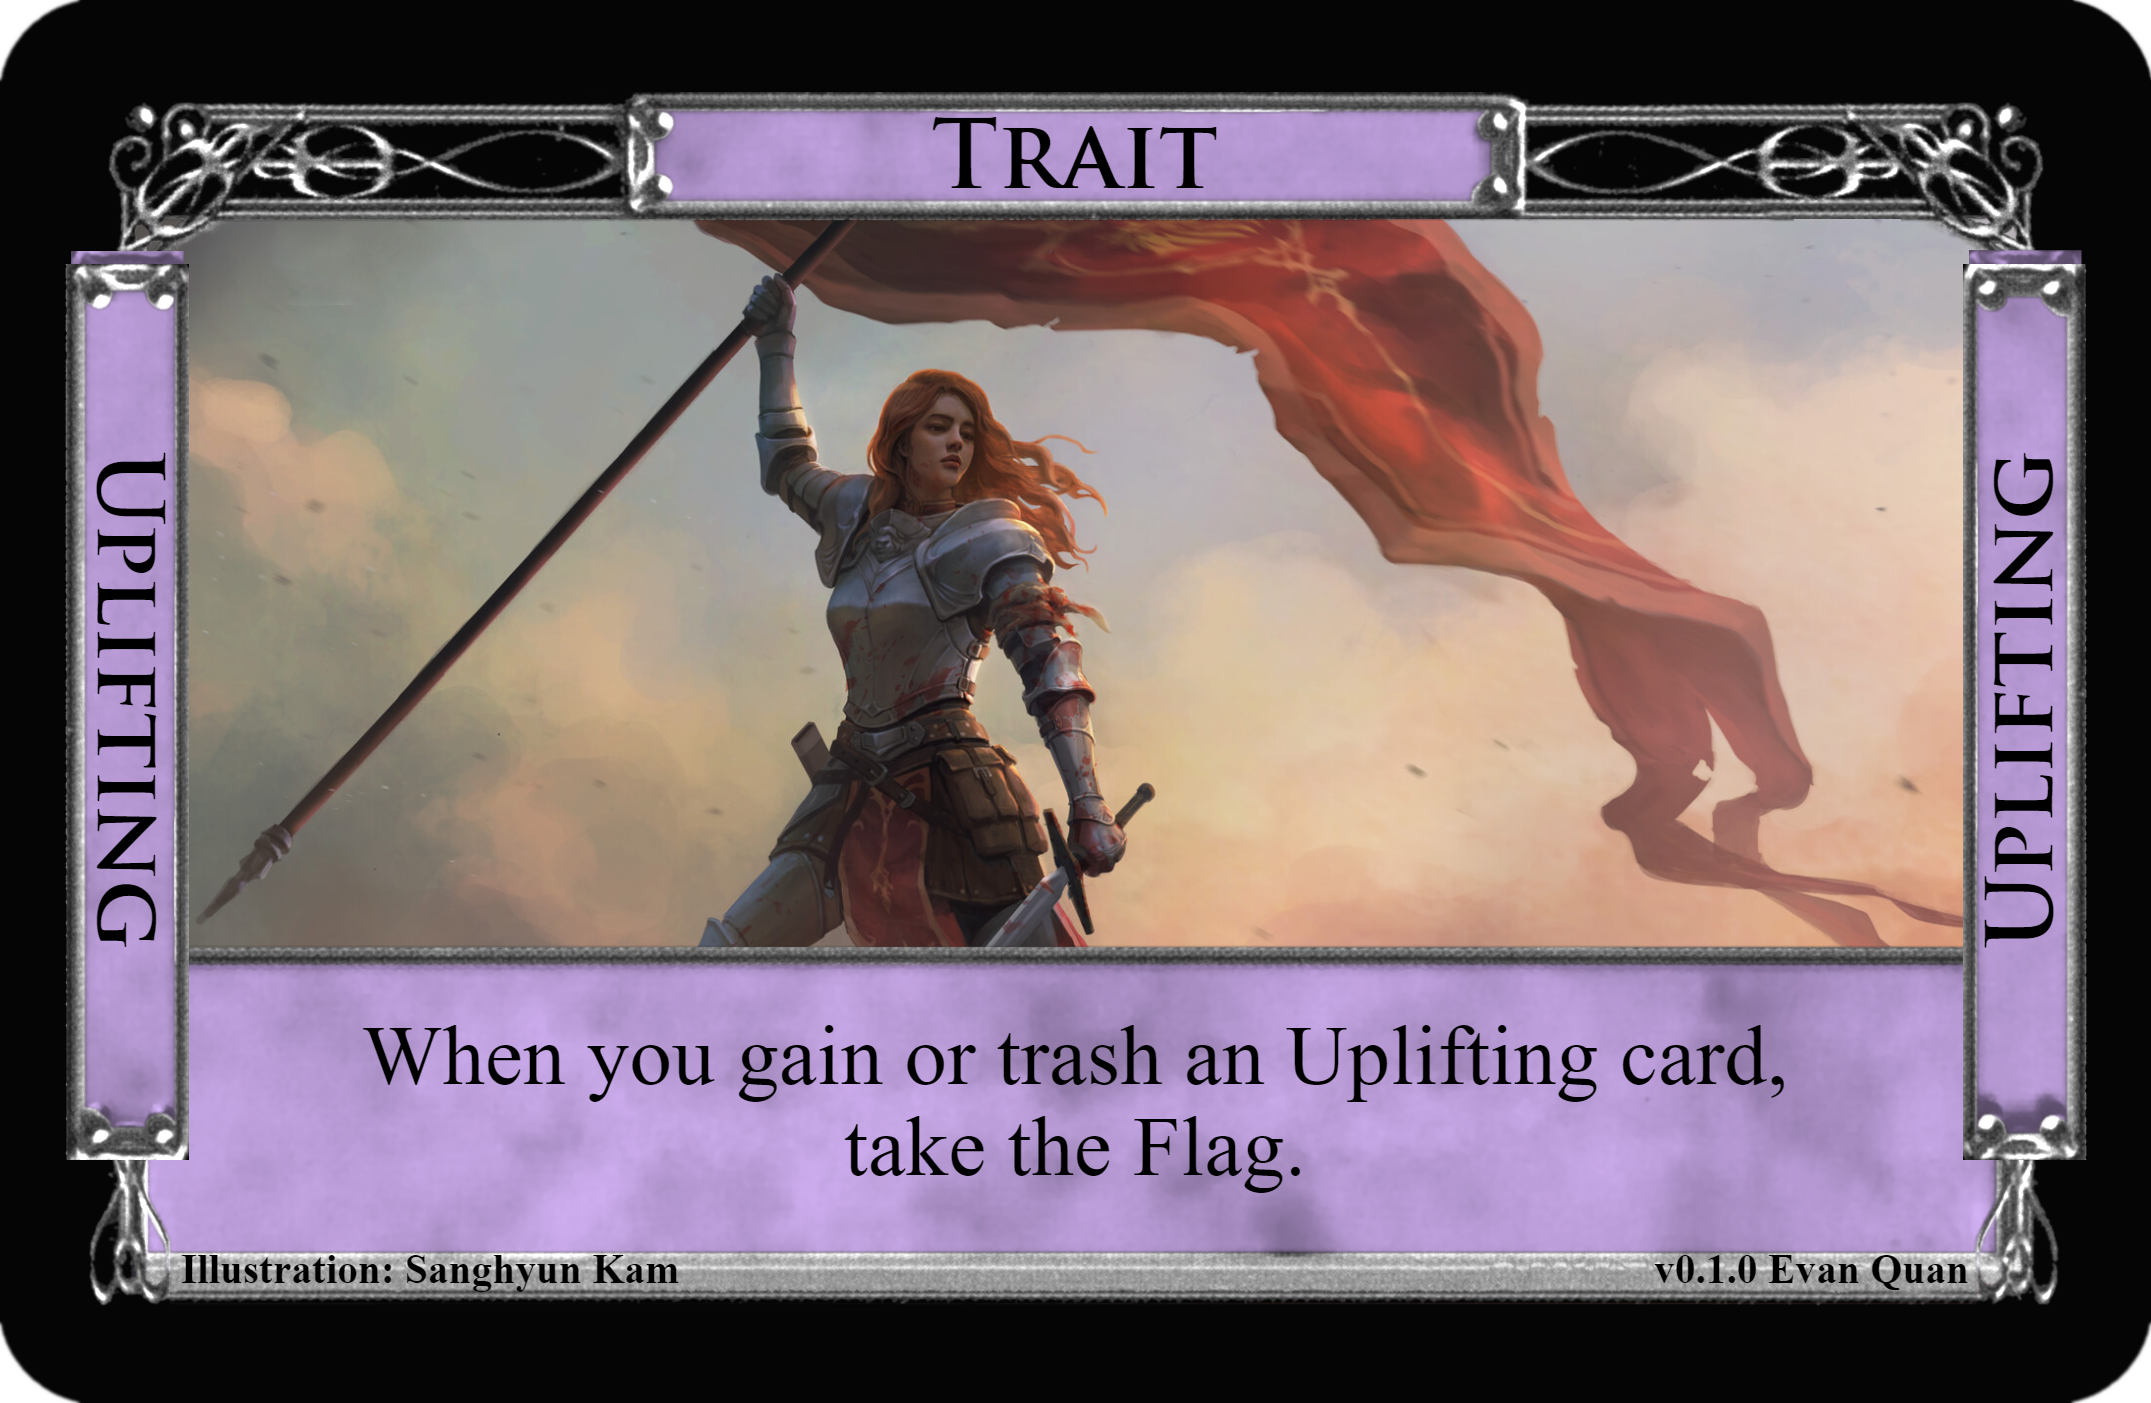 Trait
Uplifting
Uplifting
When you gain or trash an Uplifting card,
take the Flag.
Illustration: Sanghyun Kam
v0.1.0 Evan Quan